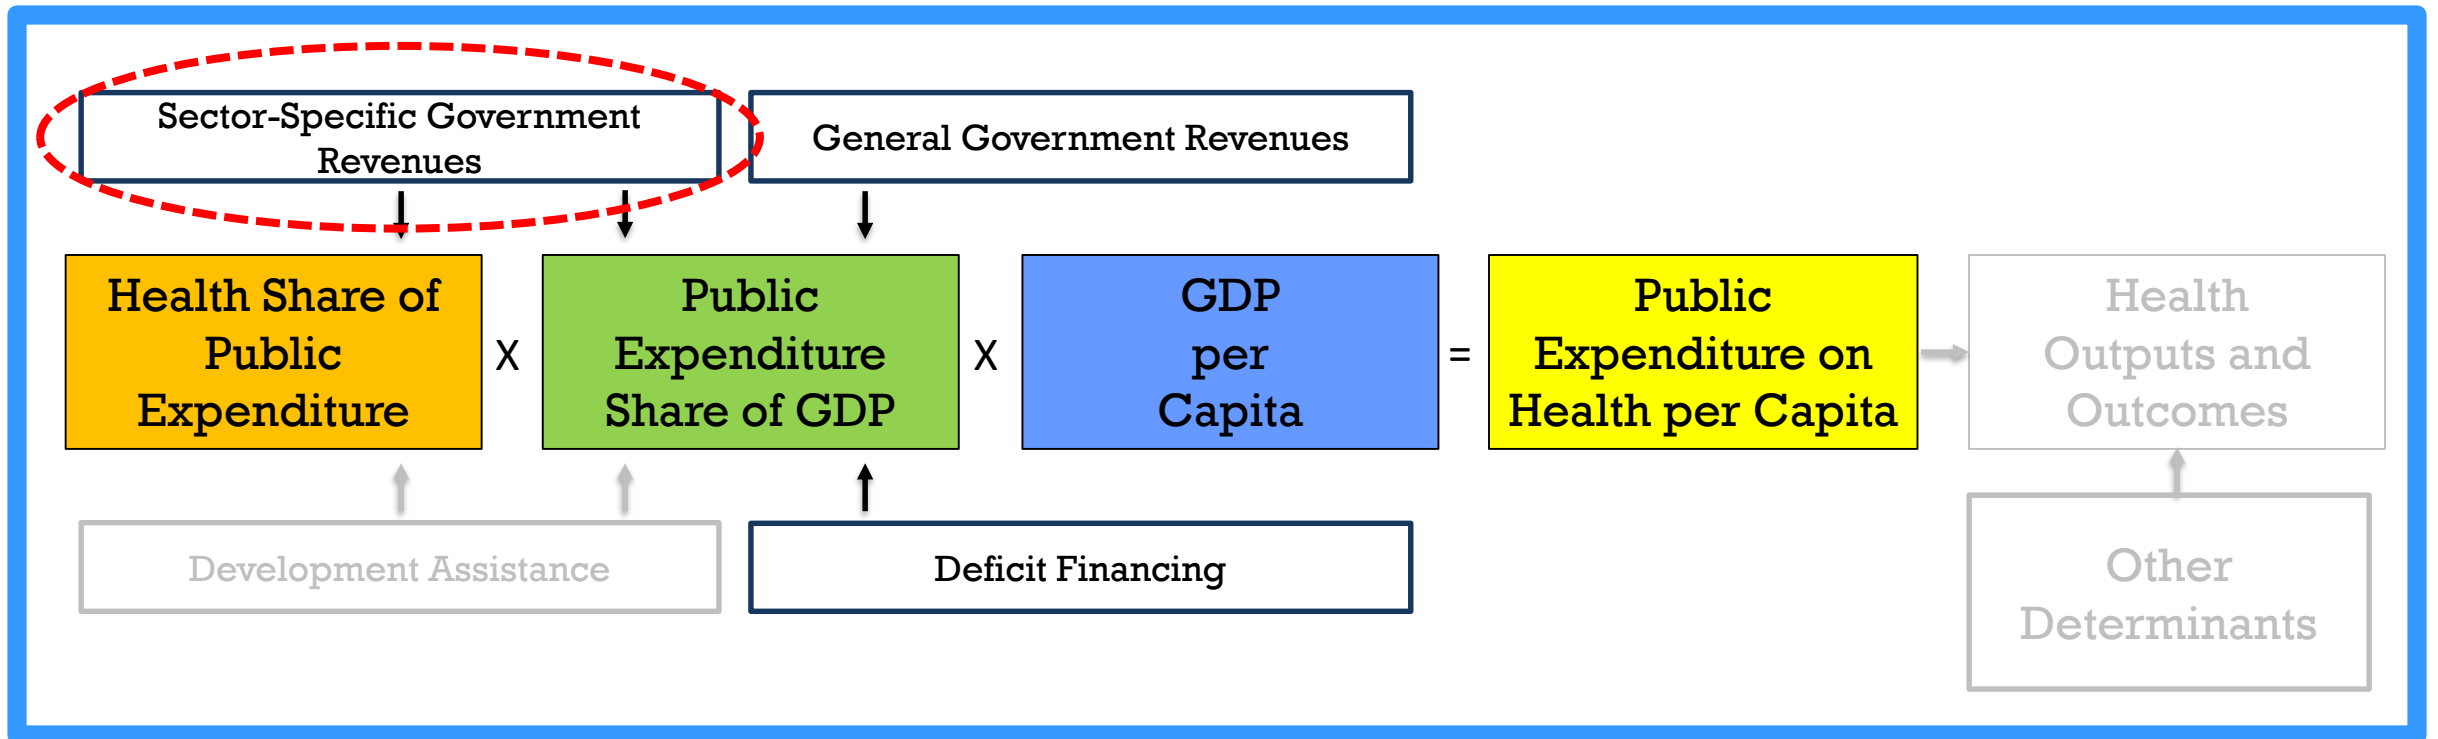 Sector-Specific Government
Revenues
General Government Revenues
Health Share of
Public
Expenditure
X
Public
Expenditure
Share of GDP
X
GDP
per
Capita
=
Public
Expenditure on
Health per Capita
Health
Outputs and
Outcomes
Development Assistance
Deficit Financing
Other
Determinants